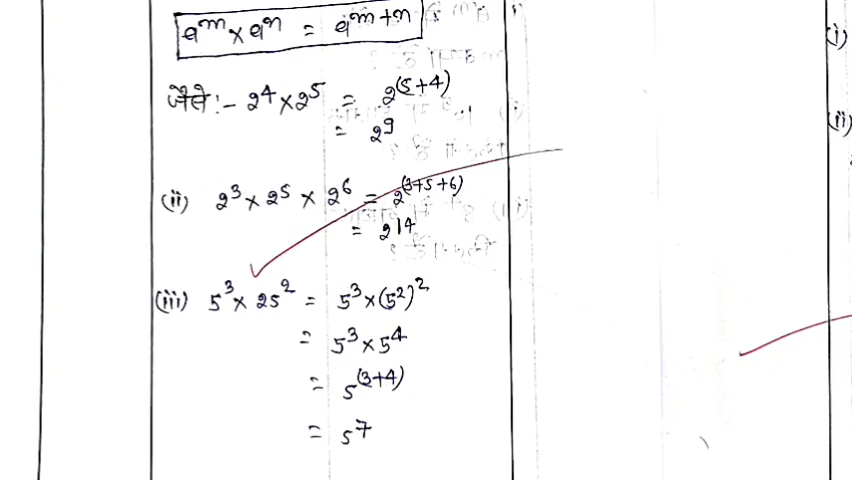 a^m × a^n = a^m+n
जैसे:- 2^4 × 2^5 = 2^(5+4)
= 2^9
(ii) 2^3 × 2^5 × 2^6 = 2^(3+5+6)
= 2^14
(iii) 5^3 × 25^2 = 5^3 × (5^2)^2
= 5^3 × 5^4
= 5^(3+4)
= 5^7
(i)
(ii)